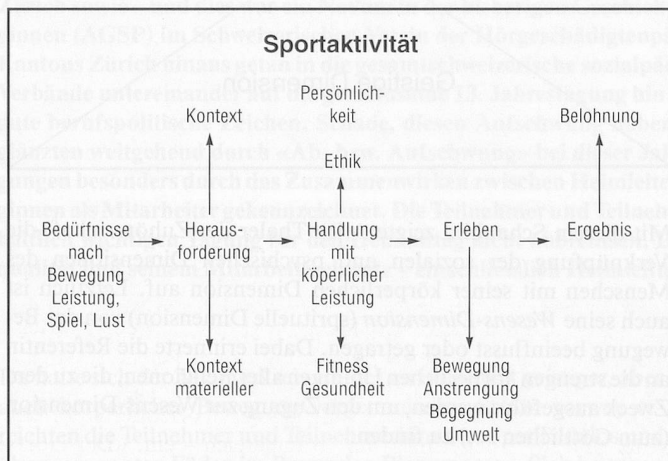 Sportaktivität
Kontext
Persönlich-
keit
Belohnung
Ethik
Bedürfnisse
nach
Bewegung
Leistung,
Spiel, Lust
Heraus-
forderung
Handlung
mit
köperlicher
Leistung
Erleben
Ergebnis
Kontext
materieller
Fitness
Gesundheit
Bewegung
Anstrengung
Begegnung
Umwelt